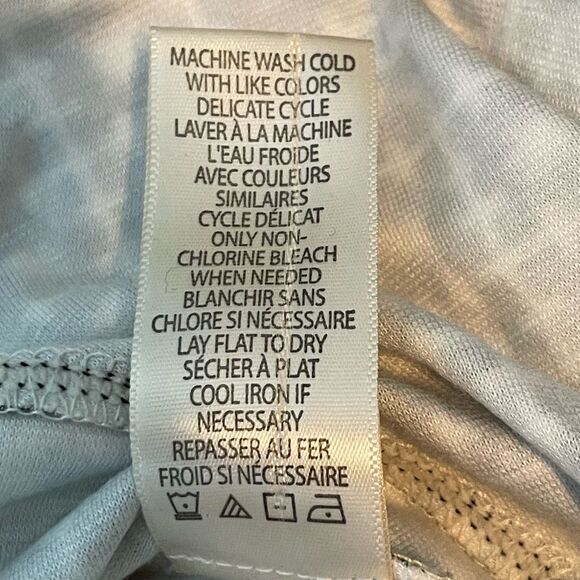 MACHINE WASH COLD
WITH LIKE COLORS
DELICATE CYCLE
LAVER À LA MACHINE
L'EAU FROIDE
AVEC COULEURS
SIMILAIRES
CYCLE DÉLICAT
ONLY NON-
CHLORINE BLEACH
WHEN NEEDED
BLANCHIR SANS
CHLORE SI NÉCESSAIRE
LAY FLAT TO DRY
SÉCHER À PLAT
COOL IRON IF
NECESSARY
REPASSER AU FER
FROID SI NÉCESSAIRE